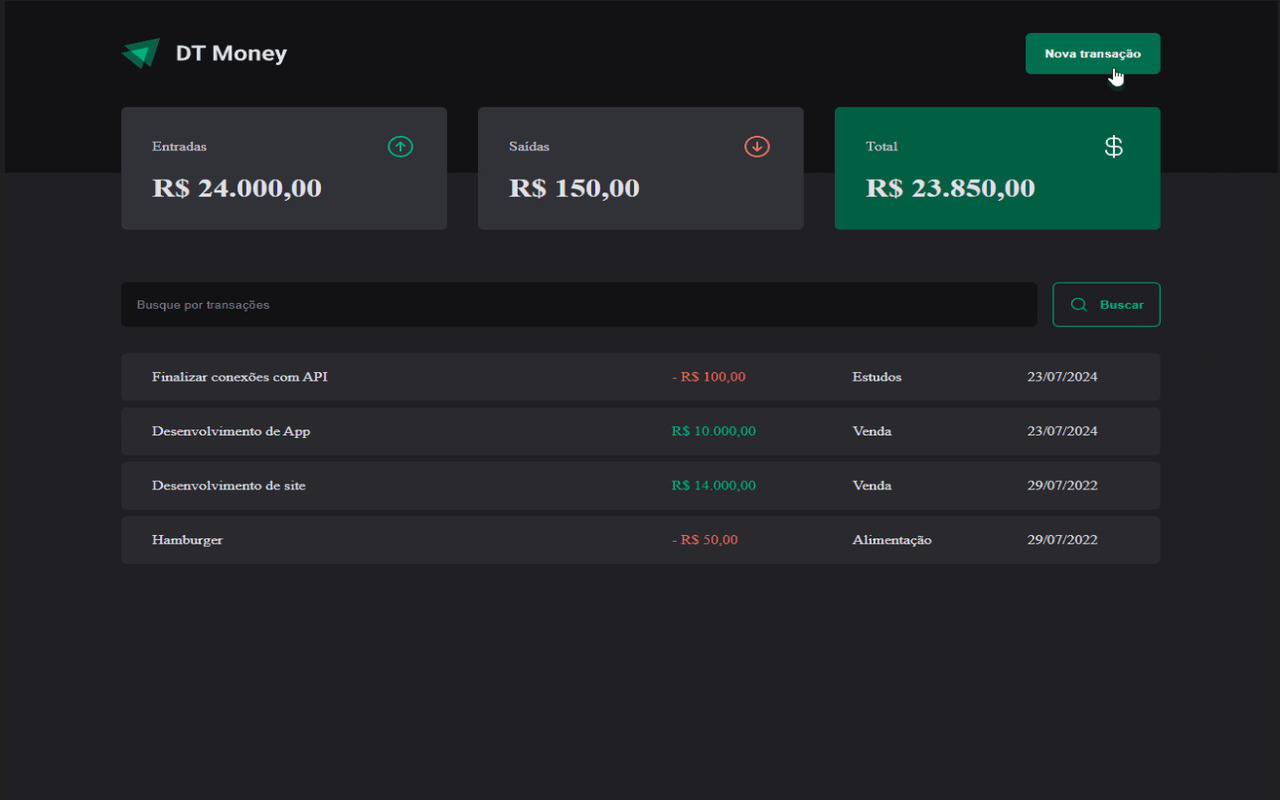 DT Money
Nova transação
Entradas
R$ 24.000,00
Saídas
R$ 150,00
Total
$
R$ 23.850,00
Busque por transações
Buscar
Finalizar conexões com API - R$ 100,00 Estudos 23/07/2024
Desenvolvimento de App R$ 10.000,00 Venda 23/07/2024
Desenvolvimento de site R$ 14.000,00 Venda 29/07/2022
Hamburger - R$ 50,00 Alimentação 29/07/2022